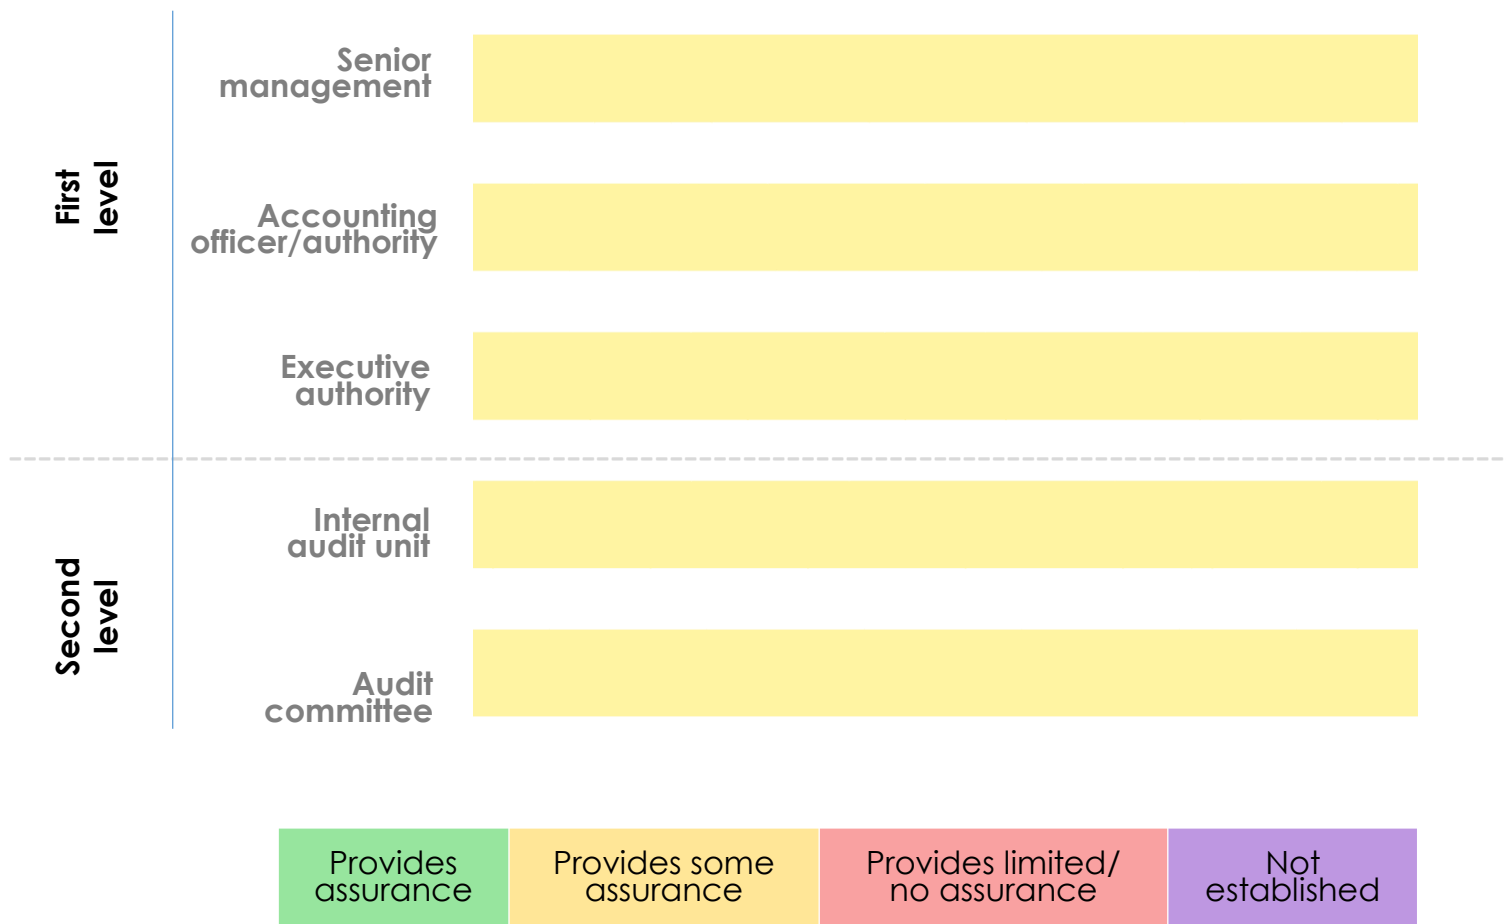 First
level
Senior
management
Accounting
officer/authority
Executive
authority
Second
level
Internal
audit unit
Audit
committee
Provides
assurance
Provides some
assurance
Provides limited/
no assurance
Not
established